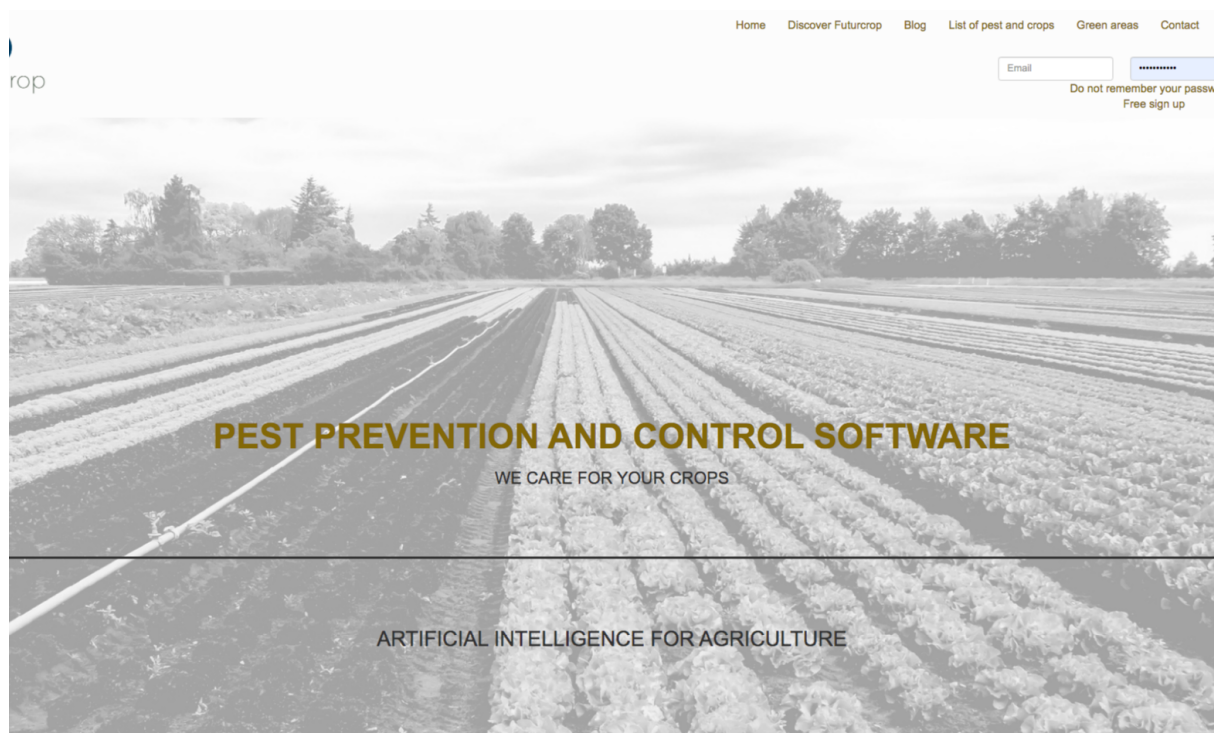 Home Discover Futurcrop Blog List of pest and crops Green areas Contact
rop
Email
Do not remember your passw
Free sign up
PEST PREVENTION AND CONTROL SOFTWARE
WE CARE FOR YOUR CROPS
ARTIFICIAL INTELLIGENCE FOR AGRICULTURE